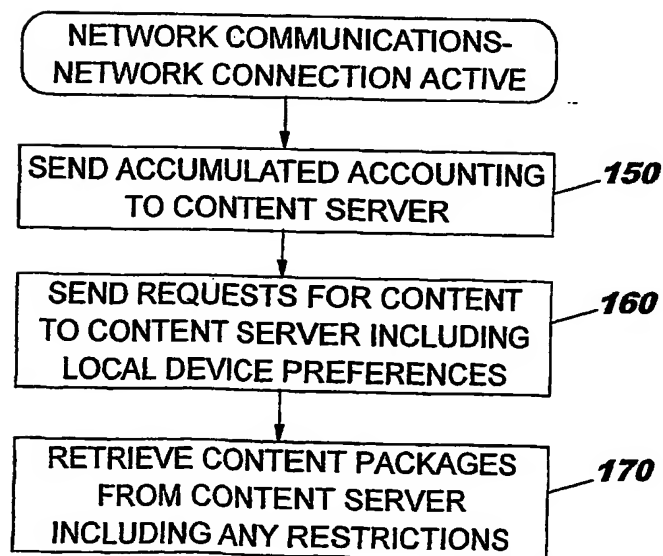 NETWORK COMMUNICATIONS-
NETWORK CONNECTION ACTIVE
SEND ACCUMULATED ACCOUNTING
TO CONTENT SERVER
150
SEND REQUESTS FOR CONTENT
TO CONTENT SERVER INCLUDING
LOCAL DEVICE PREFERENCES
160
RETRIEVE CONTENT PACKAGES
FROM CONTENT SERVER
INCLUDING ANY RESTRICTIONS
170